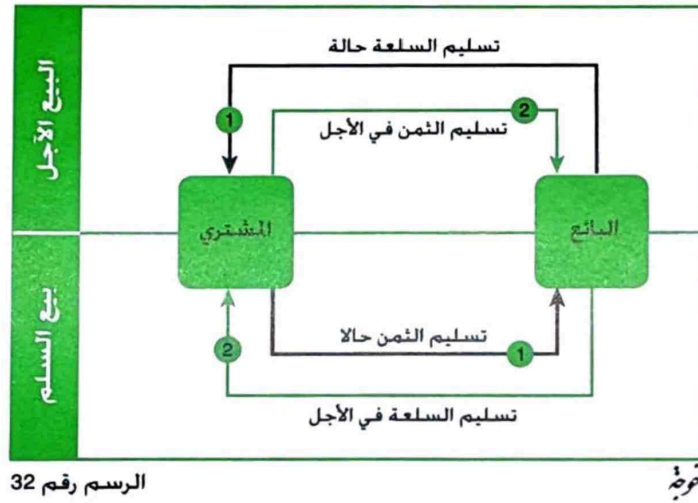 البيع الآجل
تسليم السلعة حالة
1
2
تسليم الثمن في الأجل
البائع
المشتري
بيع السلم
تسليم الثمن حالا
1
2
تسليم السلعة في الأجل
الرسم رقم 32